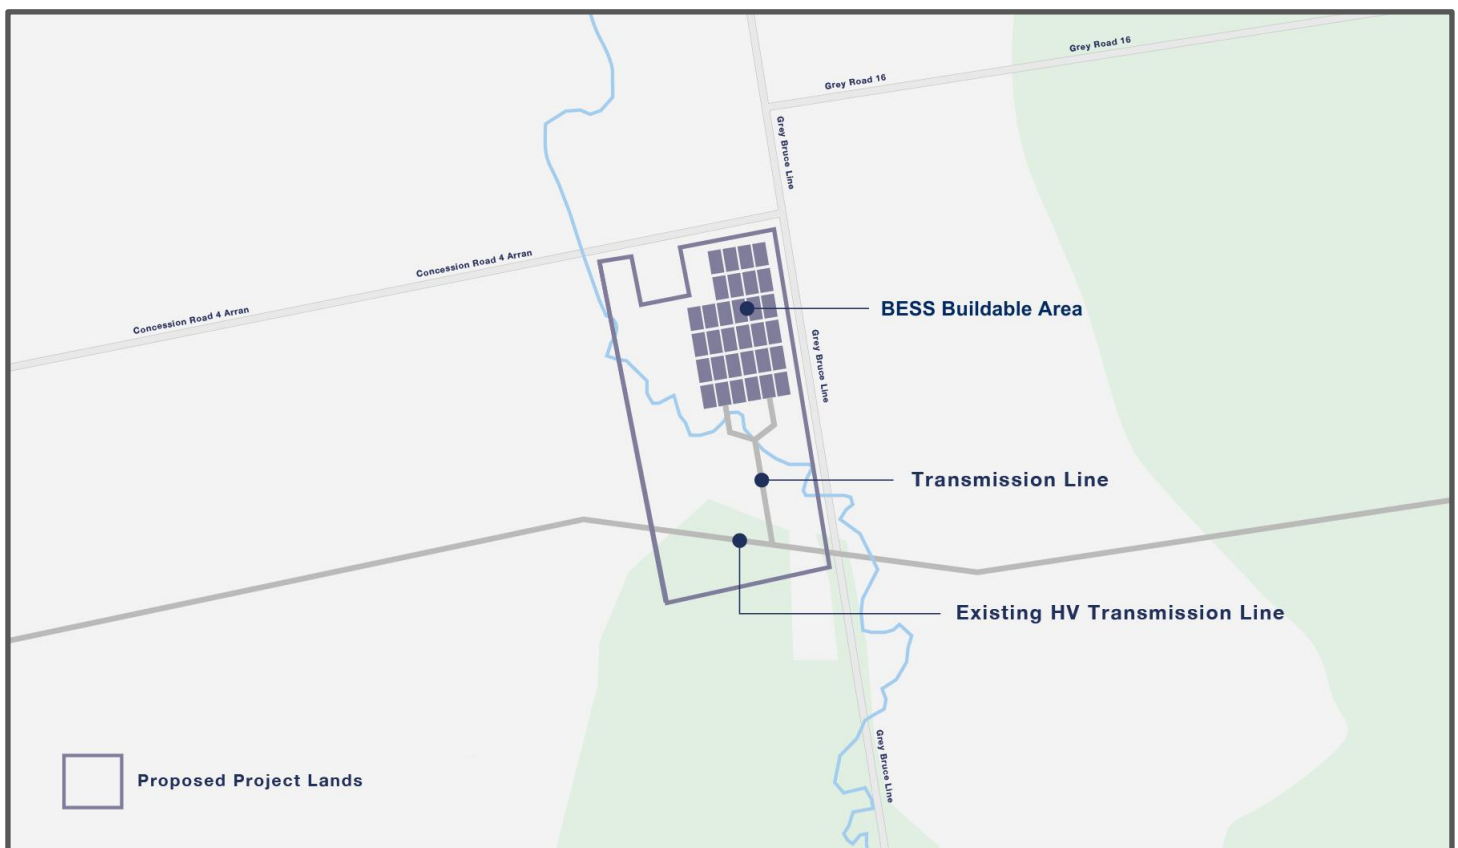 Grey Road 16
Grey Road 16
Grey Bruce Line
Concession Road 4 Arran
Concession Road 4 Arran
BESS Buildable Area
Grey Bruce Line
Transmission Line
Existing HV Transmission Line
Grey Bruce Line
Proposed Project Lands